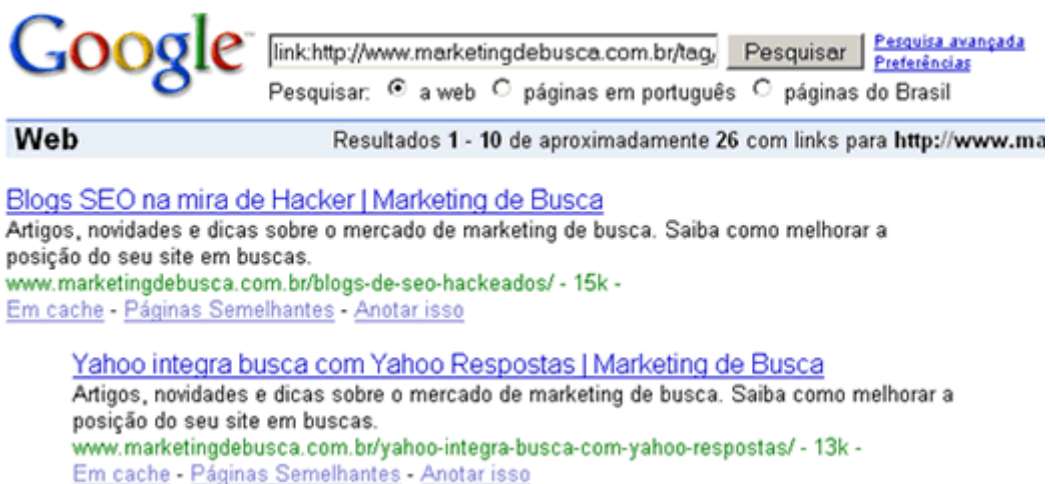 Google
link:http://www.marketingdebusca.com.br/tag/ Pesquisar Pesquisa avançada
Preferências
Pesquisar: a web páginas em português páginas do Brasil
Web Resultados 1 - 10 de aproximadamente 26 com links para http://www.ma
Blogs SEO na mira de Hacker | Marketing de Busca
Artigos, novidades e dicas sobre o mercado de marketing de busca. Saiba como melhorar a
posição do seu site em buscas.
www.marketingdebusca.com.br/blogs-de-seo-hackeados/ - 15k -
Em cache - Páginas Semelhantes - Anotar isso
Yahoo integra busca com Yahoo Respostas | Marketing de Busca
Artigos, novidades e dicas sobre o mercado de marketing de busca. Saiba como melhorar a
posição do seu site em buscas.
www.marketingdebusca.com.br/yahoo-integra-busca-com-yahoo-respostas/ - 13k -
Em cache - Páginas Semelhantes - Anotar isso